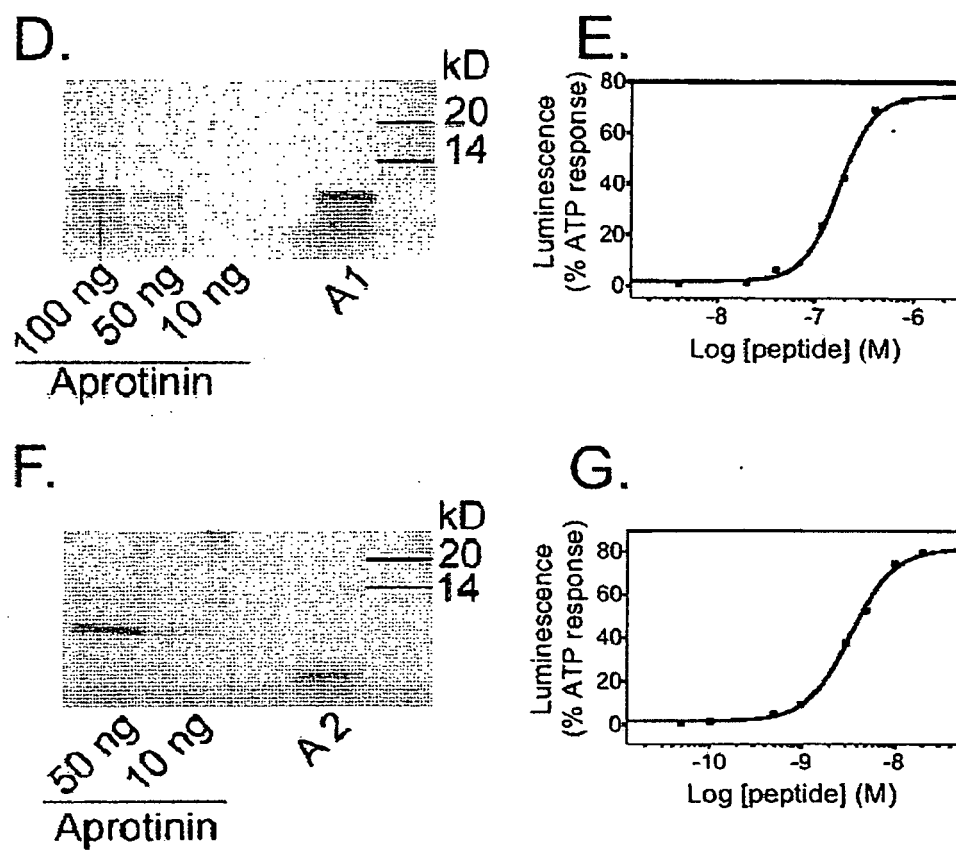 D.
kD
20
14
100 ng
50 ng
10 ng
A1
Aprotinin
E.
Luminescence
(% ATP response)
80
60
40
20
0
-8
-7
-6
Log [peptide] (M)
F.
kD
20
14
50 ng
10 ng
A 2
Aprotinin
G.
Luminescence
(% ATP response)
80
60
40
20
0
-10
-9
-8
Log [peptide] (M)